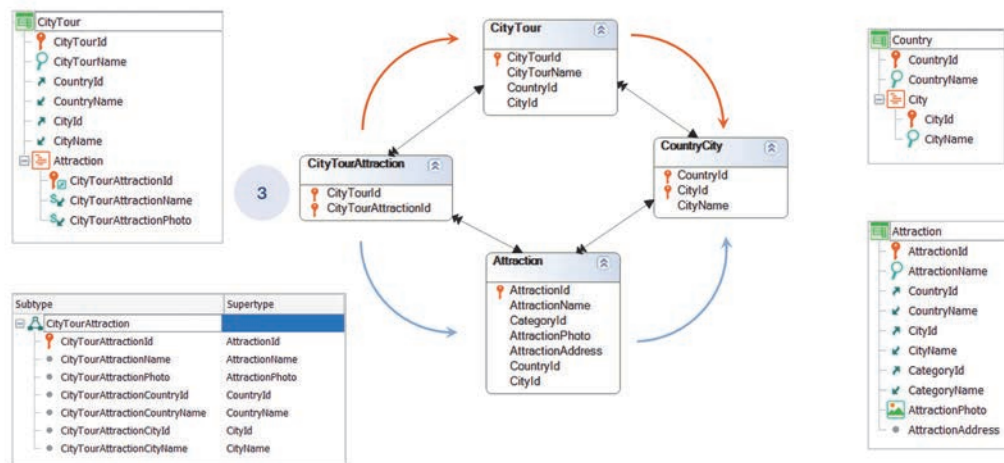 CityTour
CityTourId
CityTourName
CountryId
CountryName
CityId
CityName
Attraction
CityTourAttractionId
CityTourAttractionName
CityTourAttractionPhoto
Subtype Supertype
CityTourAttraction
CityTourAttractionId AttractionId
CityTourAttractionName AttractionName
CityTourAttractionPhoto AttractionPhoto
CityTourAttractionCountryId CountryId
CityTourAttractionCountryName CountryName
CityTourAttractionCityId CityId
CityTourAttractionCityName CityName
3
CityTour
CityTourId
CityTourName
CountryId
CityId
CityTourAttraction
CityTourId
CityTourAttractionId
CountryCity
CountryId
CityId
CityName
Attraction
AttractionId
AttractionName
CategoryId
AttractionPhoto
AttractionAddress
CountryId
CityId
Country
CountryId
CountryName
City
CityId
CityName
Attraction
AttractionId
AttractionName
CountryId
CountryName
CityId
CityName
CategoryId
CategoryName
AttractionPhoto
AttractionAddress